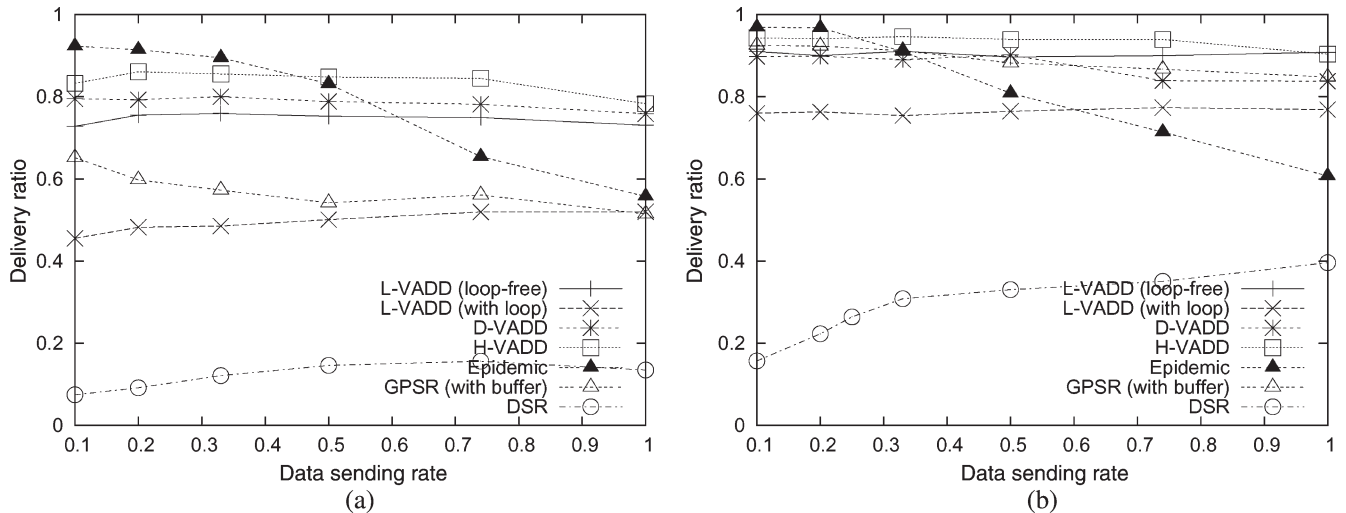 1
0.8
0.6
0.4
0.2
0
Delivery ratio
L-VADD (loop-free)
L-VADD (with loop)
D-VADD
H-VADD
Epidemic
GPSR (with buffer)
DSR
0.1 0.2 0.3 0.4 0.5 0.6 0.7 0.8 0.9 1
Data sending rate
(a)
1
0.8
0.6
0.4
0.2
0
Delivery ratio
L-VADD (loop-free)
L-VADD (with loop)
D-VADD
H-VADD
Epidemic
GPSR (with buffer)
DSR
0.1 0.2 0.3 0.4 0.5 0.6 0.7 0.8 0.9 1
Data sending rate
(b)